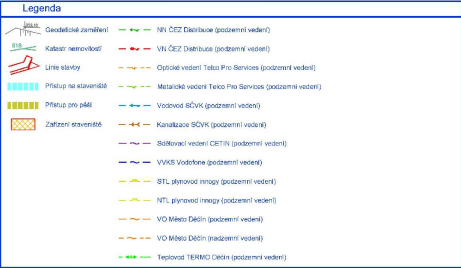 Legenda
Geodetické zaměření
Katastr nemovitostí
Linie stavby
Přístup na staveniště
Přístup pro pěší
Zařízení staveniště
NN ČEZ Distribuce (podzemní vedení)
VN ČEZ Distribuce (podzemní vedení)
Optické vedení Telco Pro Services (podzemní vedení)
Metalické vedení Telco Pro Services (podzemní vedení)
Vodovod SČVK (podzemní vedení)
Kanalizace SČVK (podzemní vedení)
Sdělovací vedení CETIN (podzemní vedení)
VVKS Vodofone (podzemní vedení)
STL plynovod innogy (podzemní vedení)
NTL plynovod innogy (podzemní vedení)
VO Město Děčín (podzemní vedení)
VO Město Děčín (nadzemní vedení)
Teplovod TERMO Děčín (podzemní vedení)